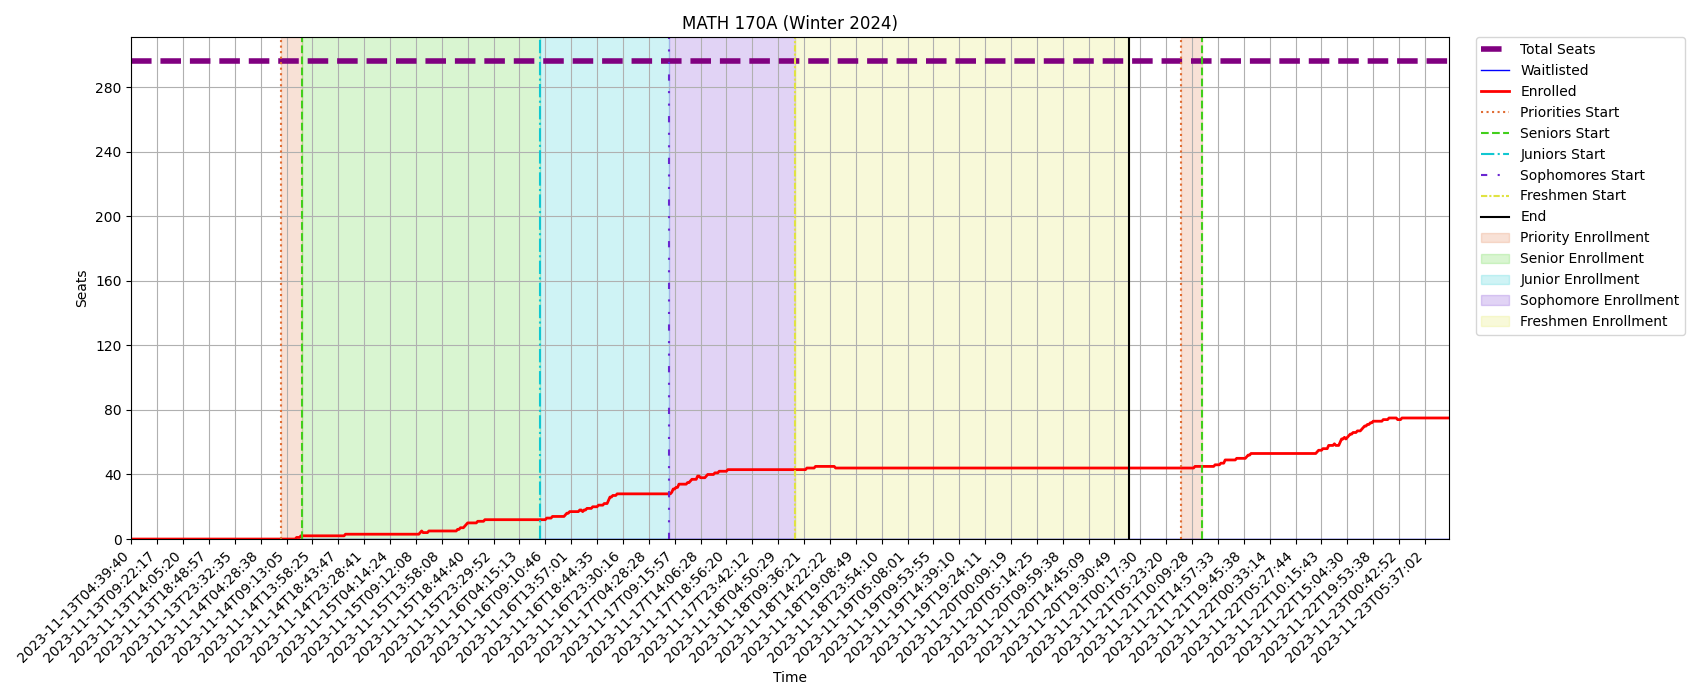 MATH 170A (Winter 2024)
Seats
280
240
200
160
120
80
40
0
2023-11-13T04:39:40
2023-11-13T09:22:17
2023-11-13T14:05:20
2023-11-13T18:48:57
2023-11-13T23:32:35
2023-11-14T04:28:38
2023-11-14T09:13:05
2023-11-14T13:58:25
2023-11-14T18:43:47
2023-11-14T23:28:41
2023-11-15T04:14:24
2023-11-15T09:12:08
2023-11-15T13:58:08
2023-11-15T18:44:40
2023-11-15T23:29:52
2023-11-16T04:15:13
2023-11-16T09:10:46
2023-11-16T13:57:01
2023-11-16T18:44:35
2023-11-16T23:30:16
2023-11-17T04:28:28
2023-11-17T09:15:57
2023-11-17T14:06:28
2023-11-17T18:56:20
2023-11-17T23:42:12
2023-11-18T04:50:29
2023-11-18T09:36:21
2023-11-18T14:22:22
2023-11-18T19:08:49
2023-11-18T23:54:10
2023-11-19T05:08:01
2023-11-19T09:53:55
2023-11-19T14:39:10
2023-11-19T19:24:11
2023-11-20T00:09:19
2023-11-20T05:14:25
2023-11-20T09:59:38
2023-11-20T14:45:09
2023-11-20T19:30:49
2023-11-21T00:17:30
2023-11-21T05:23:20
2023-11-21T10:09:28
2023-11-21T14:57:33
2023-11-21T19:45:38
2023-11-22T00:33:14
2023-11-22T05:27:44
2023-11-22T10:15:43
2023-11-22T15:04:30
2023-11-22T19:53:38
2023-11-23T00:42:52
2023-11-23T05:37:02
Time
Total Seats
Waitlisted
Enrolled
Priorities Start
Seniors Start
Juniors Start
Sophomores Start
Freshmen Start
End
Priority Enrollment
Senior Enrollment
Junior Enrollment
Sophomore Enrollment
Freshmen Enrollment